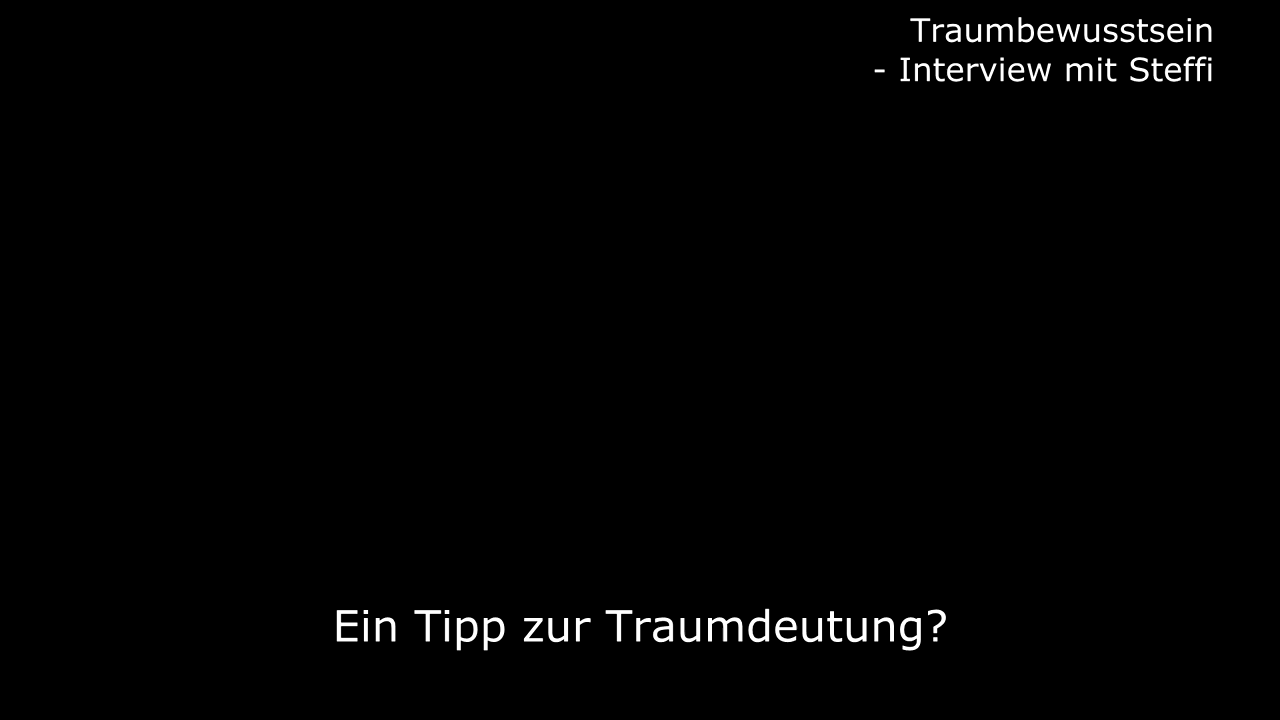 Traumbewusstsein
- Interview mit Steffi
Ein Tipp zur Traumdeutung?